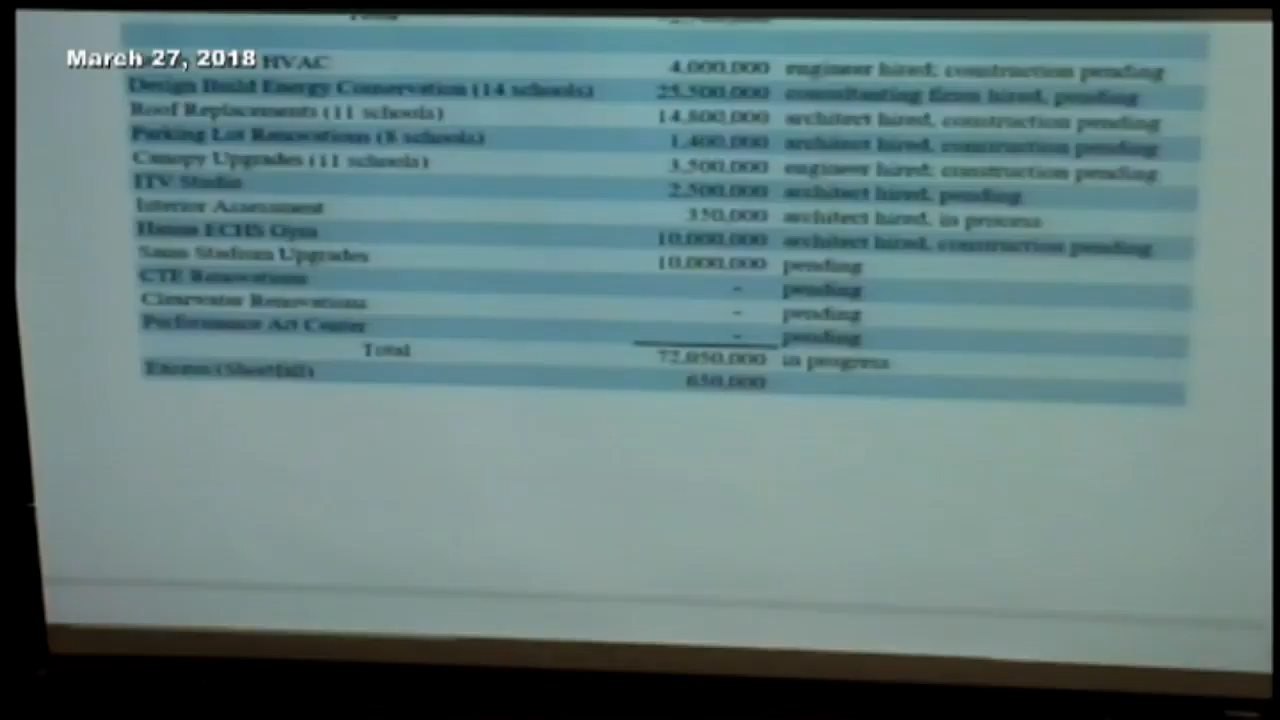 Total
March 27, 2018 HVAC 4,000,000 engineer hired; construction pending
Design Build Energy Conservation (14 schools) 25,500,000 firm hired, pending
Roof Replacements (11 schools) 14,800,000 architect hired, construction pending
Parking Lot Renovations (8 schools) 1,400,000 architect hired, construction pending
Canopy Upgrades (11 schools) 3,500,000 engineer hired; construction pending
ITV Studio 2,500,000 architect hired, pending
Interior Assessment 350,000 architect hired, in process
Hanna ECHS Gym 10,000,000 architect hired, construction pending
Sams Stadium Upgrades 10,000,000 pending
CTE Renovations - pending
Clearwater Renovations - pending
Performance Art Center - pending
Total 72,050,000 in progress
Excess (Shortfall) 650,000